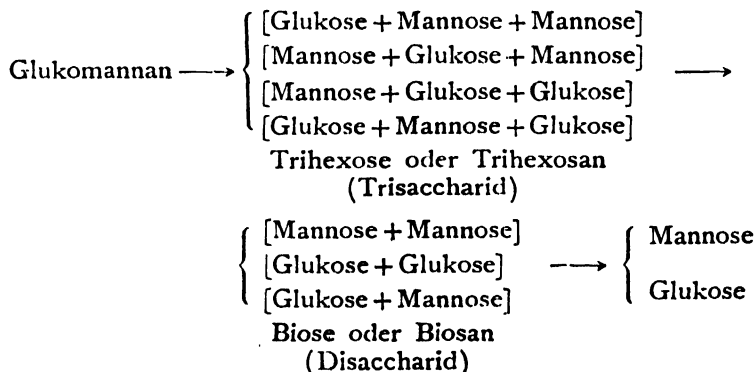 [Glukose + Mannose + Mannose]
[Mannose + Glukose + Mannose]
Glukomannan ⟶
[Mannose + Glukose + Glukose]
⟶
[Glukose + Mannose + Glukose]
Trihexose oder Trihexosan
(Trisaccharid)
[Mannose + Mannose]
[Glukose + Glukose]
[Glukose + Mannose]
Biose oder Biosan
(Disaccharid)
⟶
Mannose
Glukose